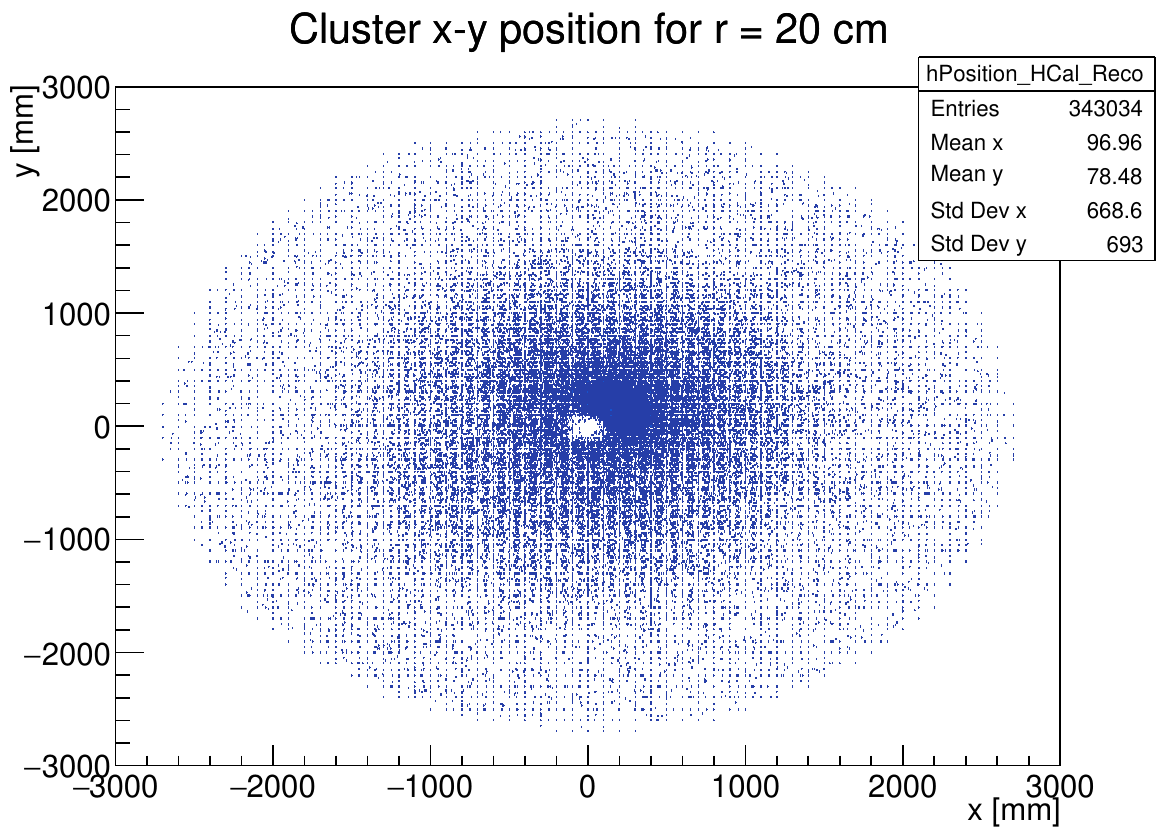 Cluster x-y position for r = 20 cm
hPosition_HCal_Reco
Entries 343034
Mean x 96.96
Mean y 78.48
Std Dev x 668.6
Std Dev y 693
y [mm]
3000
2000
1000
0
−1000
−2000
−3000
−3000 −2000 −1000 0 1000 2000 3000
x [mm]